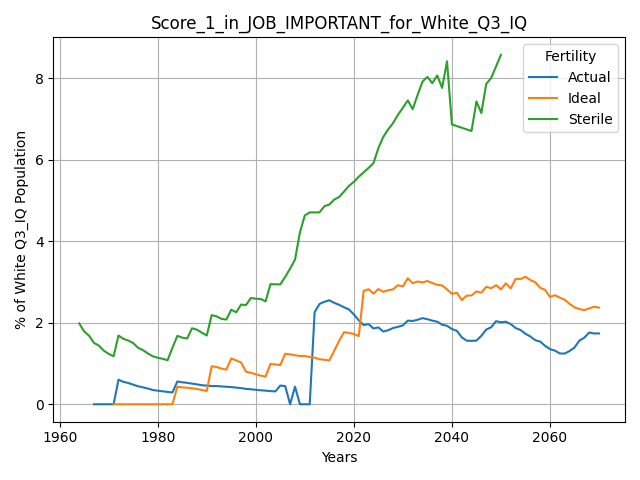 Score_1_in_JOB_IMPORTANT_for_White_Q3_IQ
% of White Q3_IQ Population
8
6
4
2
0
Fertility
Actual
Ideal
Sterile
1960
1980
2000
2020
2040
2060
Years